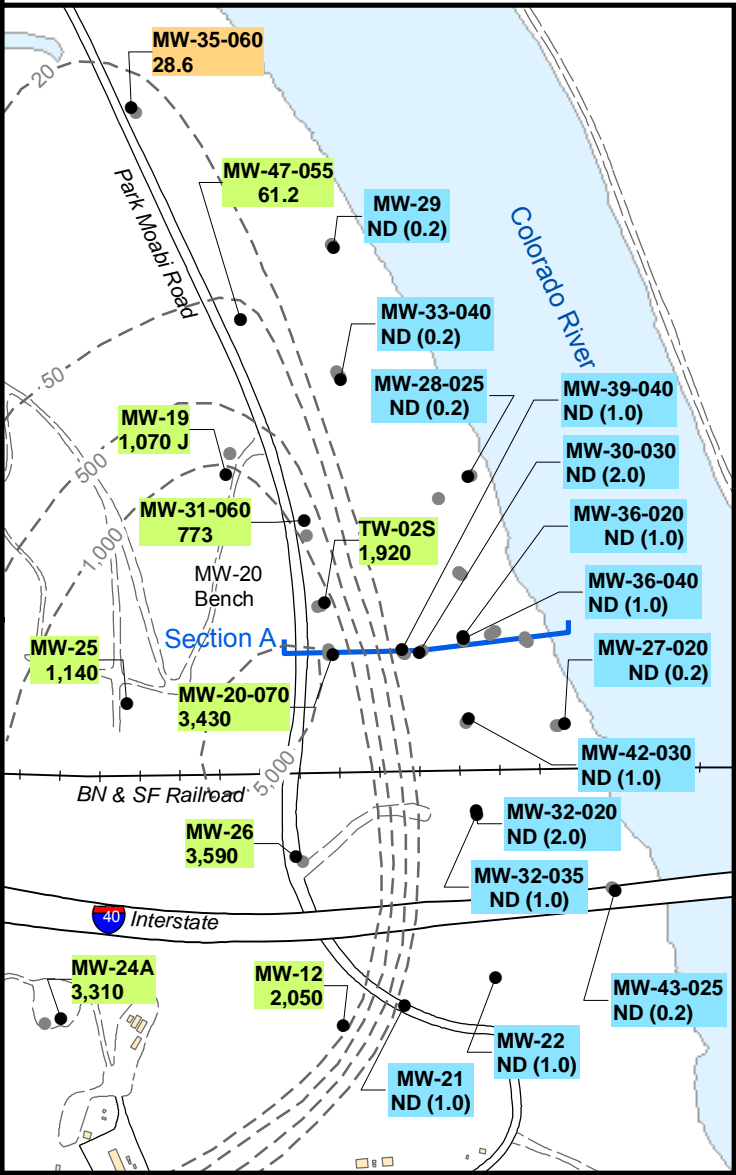 MW-35-060
28.6
20
MW-47-055
61.2
MW-29
ND (0.2)
Park Moabi Road
Colorado River
MW-33-040
ND (0.2)
MW-28-025
ND (0.2)
MW-39-040
ND (1.0)
50
MW-19
1,070 J
MW-30-030
ND (2.0)
500
MW-31-060
773
TW-02S
1,920
MW-36-020
ND (1.0)
1,000
MW-20
Bench
MW-36-040
ND (1.0)
Section A
MW-25
1,140
MW-27-020
ND (0.2)
MW-20-070
3,430
MW-42-030
ND (1.0)
5,000
BN & SF Railroad
MW-32-020
ND (2.0)
MW-26
3,590
MW-32-035
ND (1.0)
40
Interstate
MW-24A
3,310
MW-12
2,050
MW-43-025
ND (0.2)
MW-22
ND (1.0)
MW-21
ND (1.0)